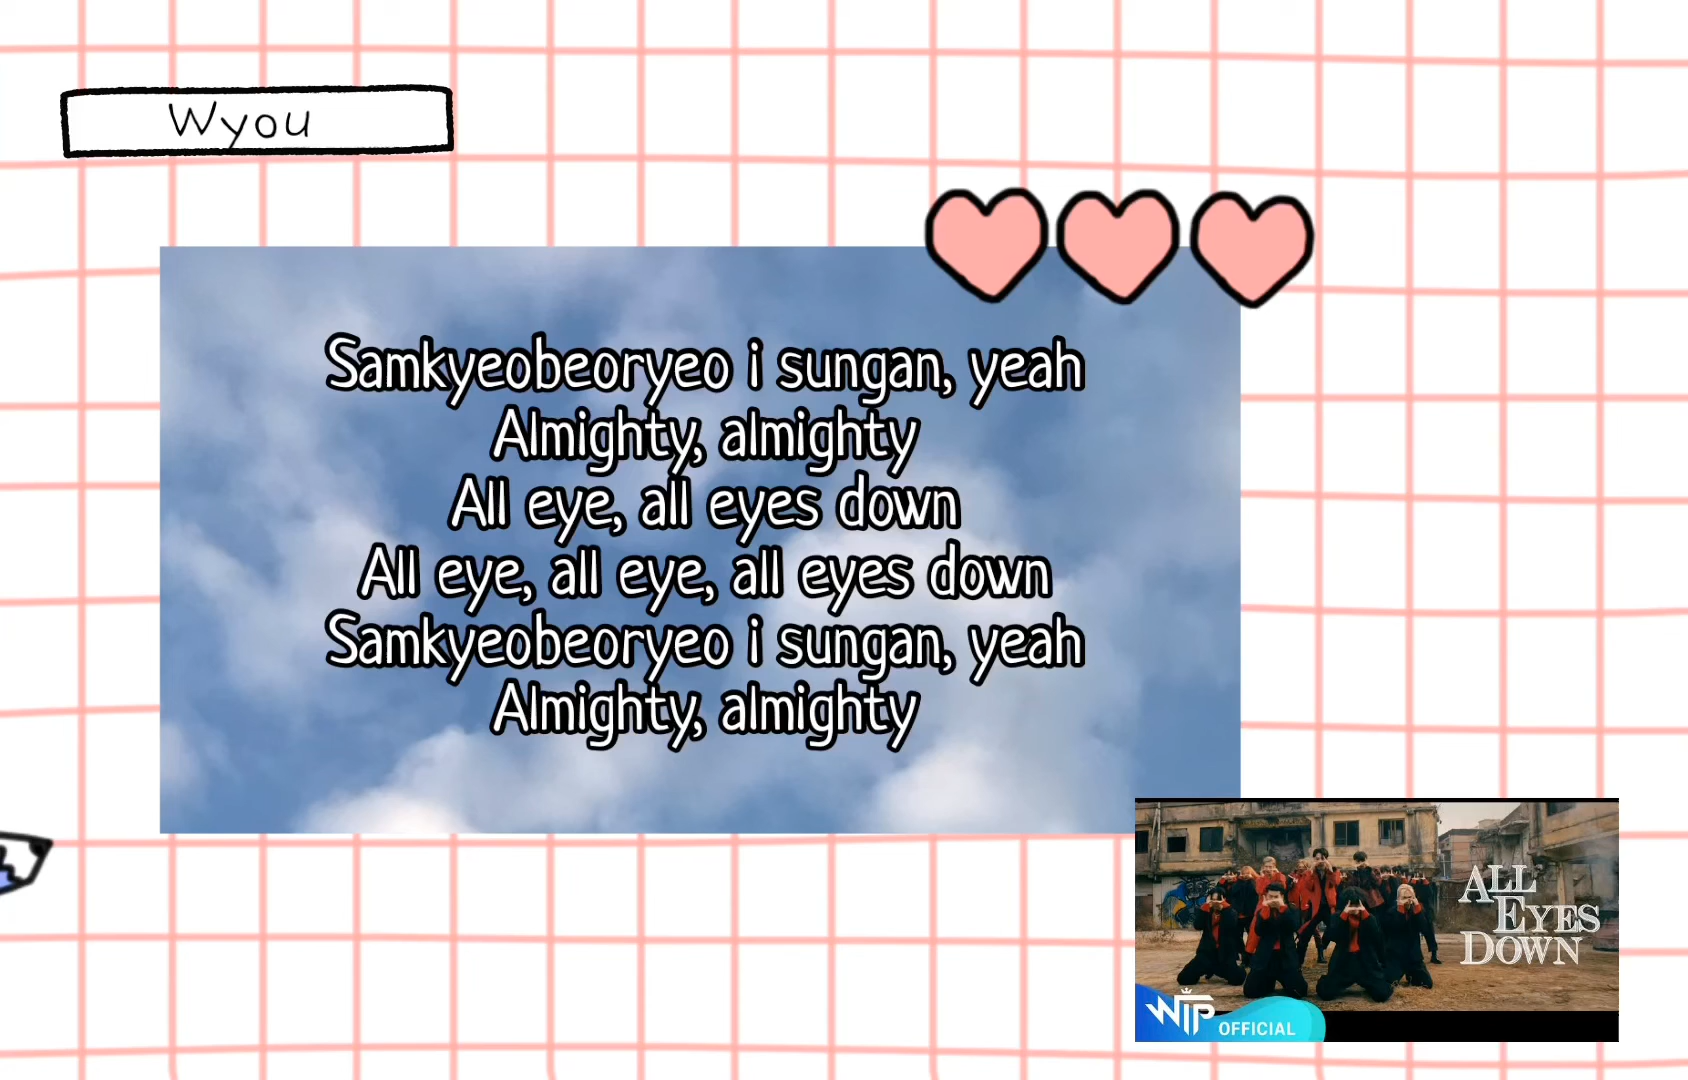 Wyou
Samkyeobeoryeo i sungan, yeah
Almighty, almighty
All eye, all eyes down
All eye, all eye, all eyes down
Samkyeobeoryeo i sungan, yeah
Almighty, almighty
ALL
EYES
DOWN
WIP OFFICIAL